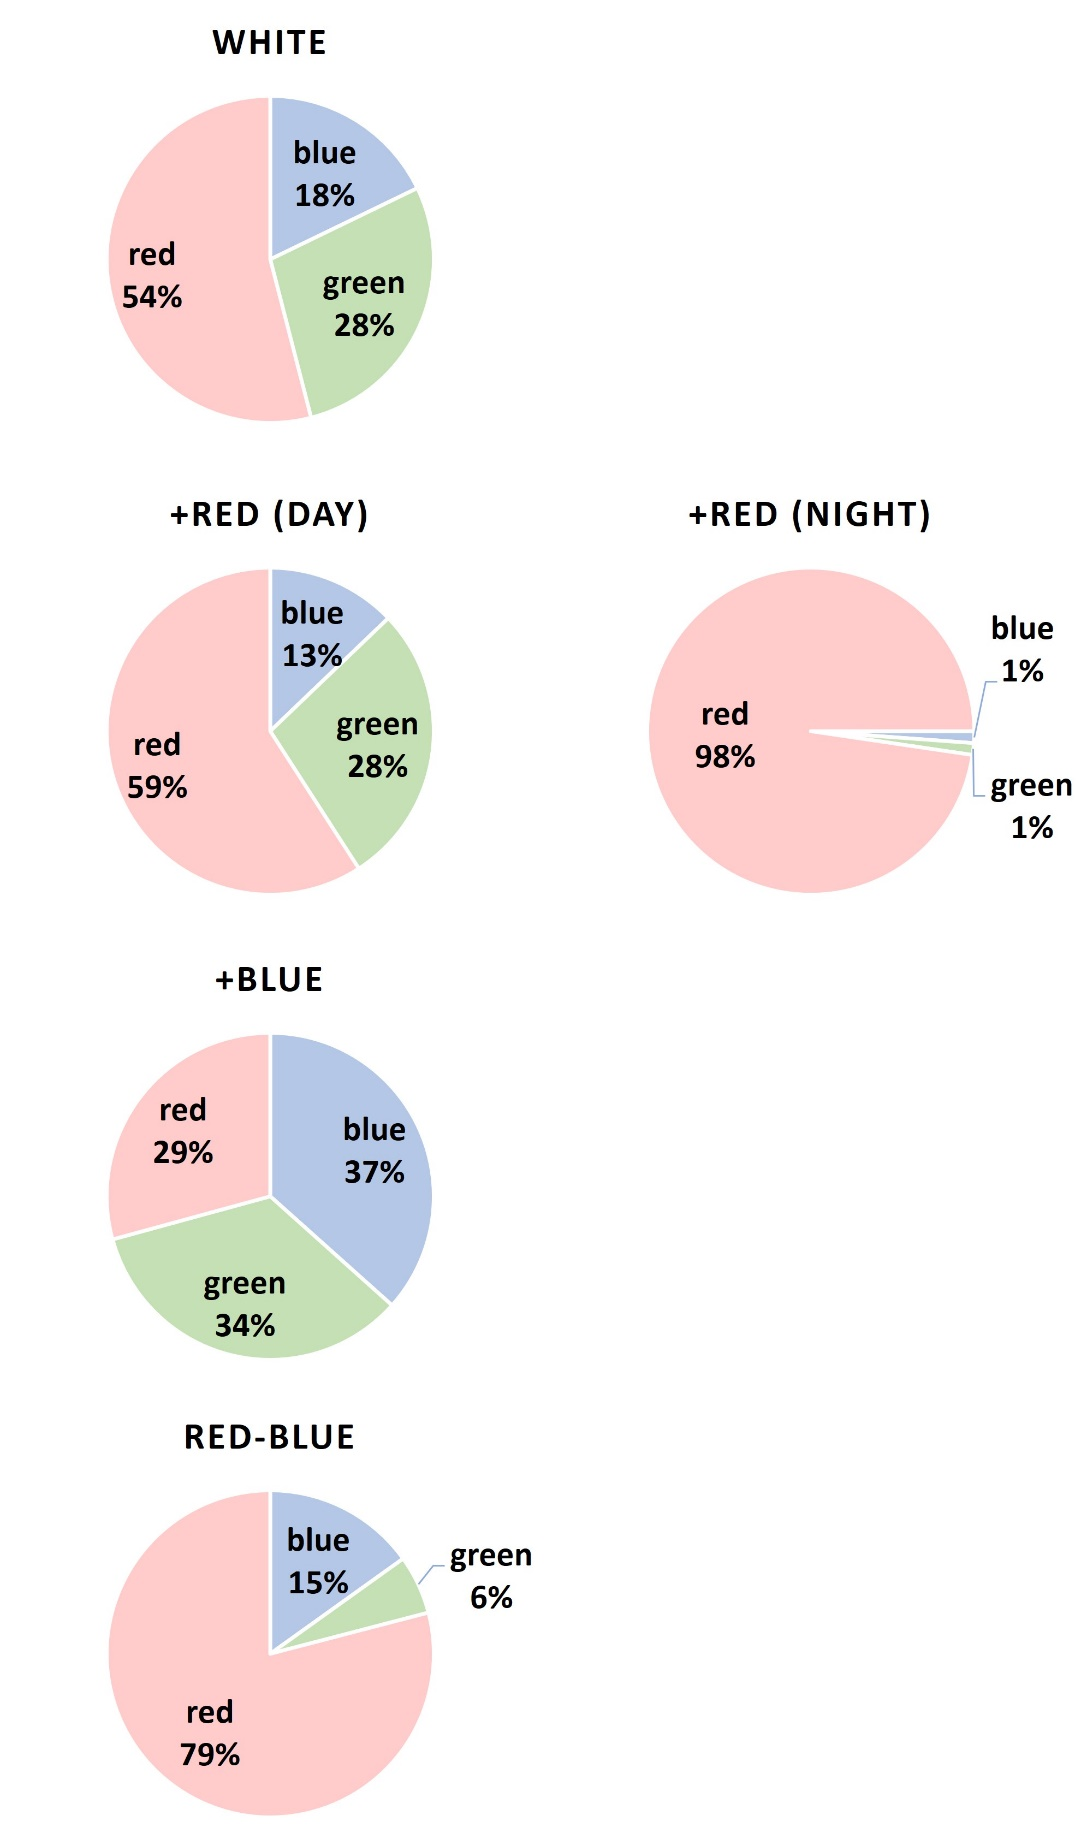 WHITE
blue
18%
green
28%
red
54%
+RED (DAY)
blue
13%
green
28%
red
59%
+RED (NIGHT)
blue
1%
green
1%
red
98%
+BLUE
blue
37%
green
34%
red
29%
RED-BLUE
blue
15%
green
6%
red
79%